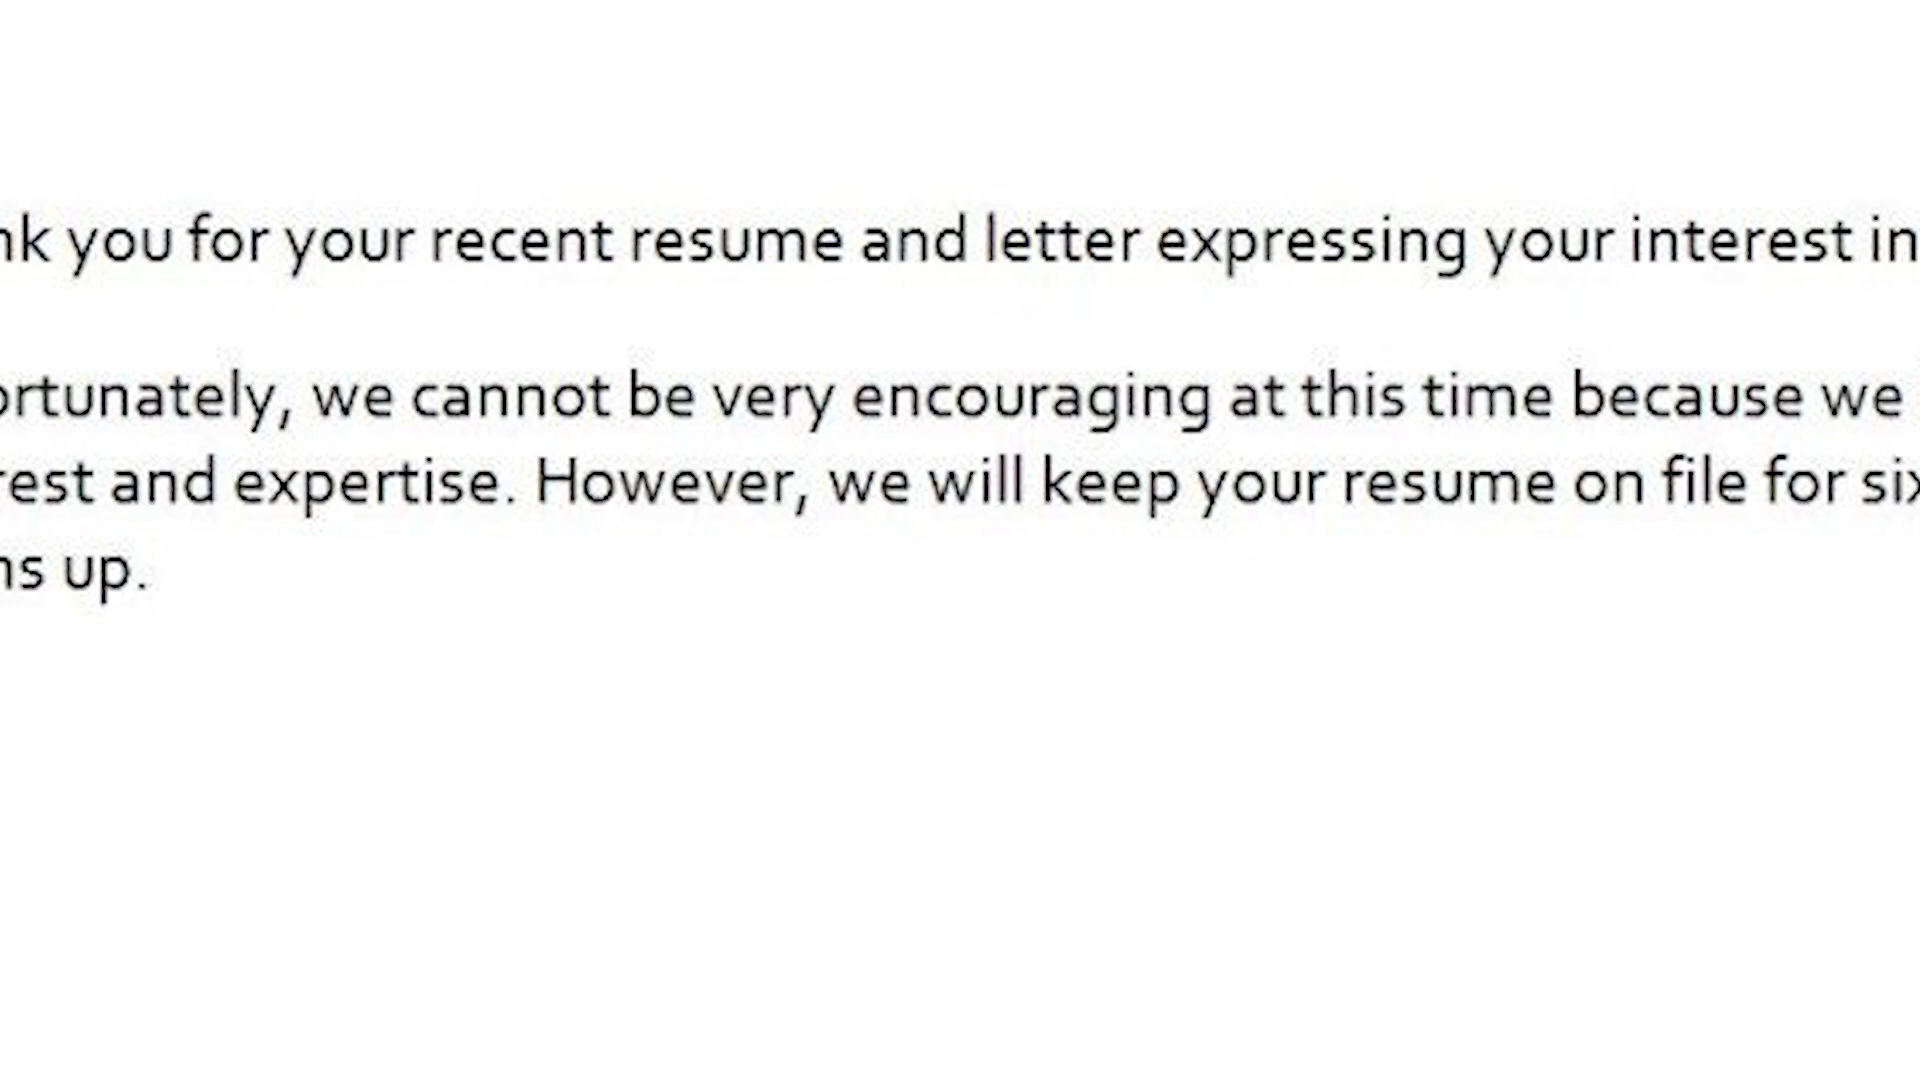 nk you for your recent resume and letter expressing your interest in
ortunately, we cannot be very encouraging at this time because we
rest and expertise. However, we will keep your resume on file for six
ns up.